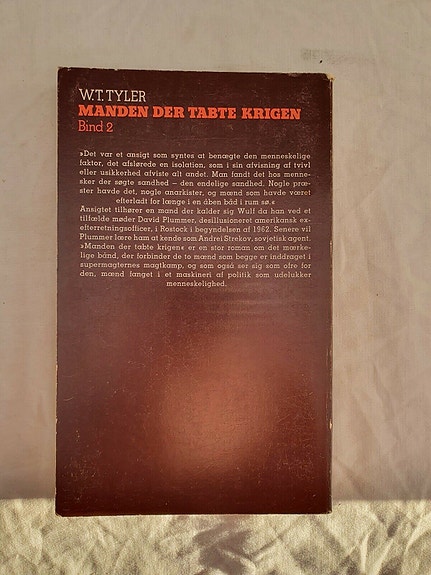 W.T. TYLER
MANDEN DER TABTE KRIGEN
Bind 2
»Det var et ansigt som syntes at benægte den menneskelige
faktor, det afslørede en isolation, som i sin afvisning af tvivl
eller usikkerhed afviste alt andet. Man fandt det hos menne-
sker der søgte sandhed – den endelige sandhed. Nogle præ-
ster havde det, nogle anarkister, og mænd som havde været
efterladt for længe i en åben båd i rum sø.«
Ansigtet tilhører en mand der kalder sig Wulf da han ved et
tilfælde møder David Plummer, desillusioneret amerikansk ex-
efterretningsofficer, i Rostock i begyndelsen af 1962. Senere vil
Plummer lære ham at kende som Andrei Strekov, sovjetisk agent.
»Manden der tabte krigen« er en stor roman om det mærke-
lige bånd, der forbinder de to mænd som begge er inddraget i
supermagternes magtkamp, og som også ser sig som ofre for
den, mænd fanget i et maskineri af politik som udelukker
menneskelighed.